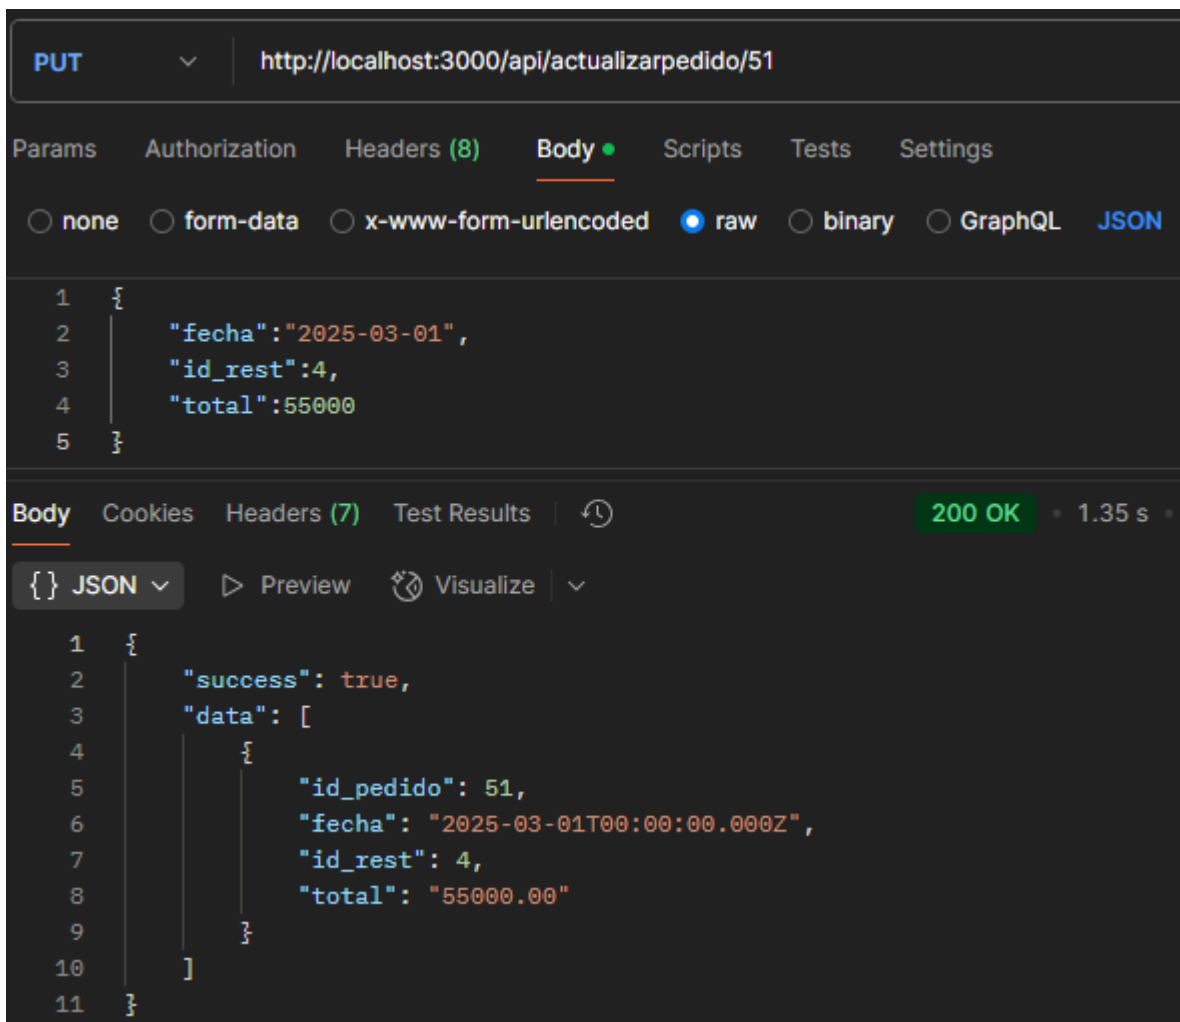 PUT http://localhost:3000/api/actualizarpedido/51
Params Authorization Headers (8) Body Scripts Tests Settings
none form-data x-www-form-urlencoded raw binary GraphQL JSON
1 {
2 "fecha":"2025-03-01",
3 "id_rest":4,
4 "total":55000
5 }
Body Cookies Headers (7) Test Results 200 OK • 1.35 s •
{} JSON Preview Visualize
1 {
2 "success": true,
3 "data": [
4 {
5 "id_pedido": 51,
6 "fecha": "2025-03-01T00:00:00.000Z",
7 "id_rest": 4,
8 "total": "55000.00"
9 }
10 ]
11 }